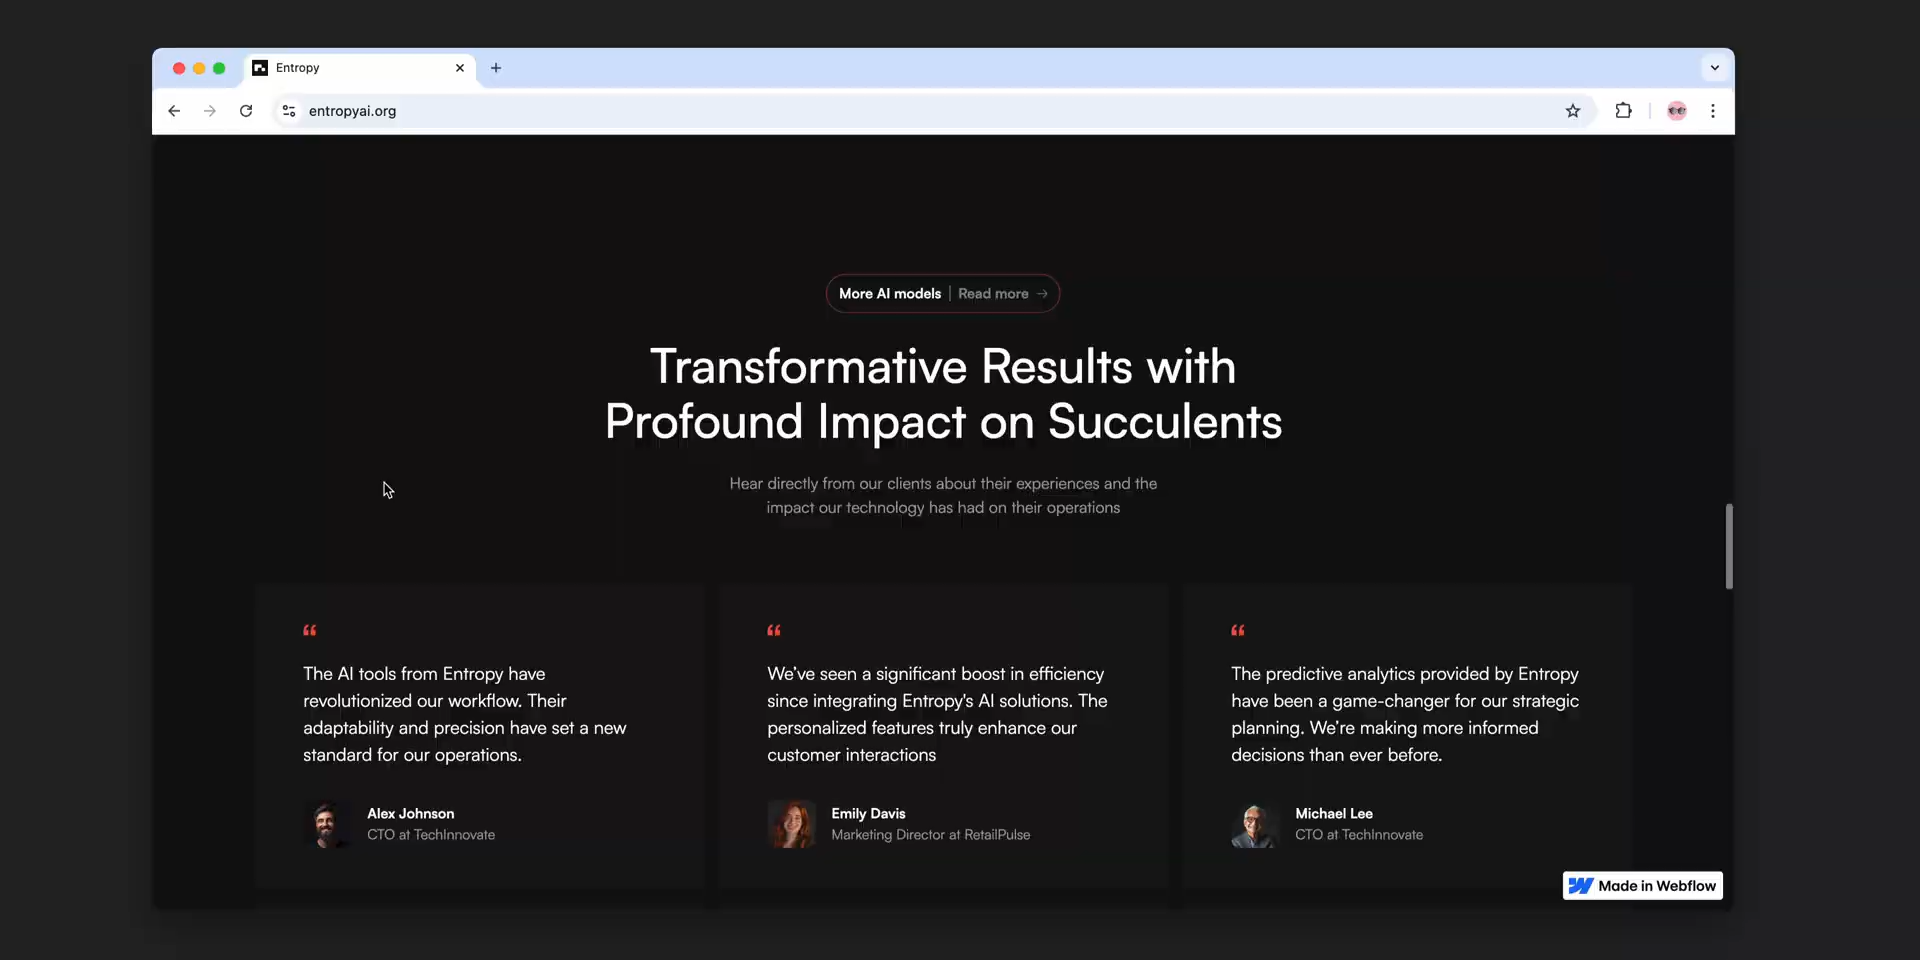 Entropy
entropyai.org
More AI models | Read more →
Transformative Results with
Profound Impact on Succulents
Hear directly from our clients about their experiences and the
impact our technology has had on their operations
“
The AI tools from Entropy have
revolutionized our workflow. Their
adaptability and precision have set a new
standard for our operations.
Alex Johnson
CTO at TechInnovate
“
We’ve seen a significant boost in efficiency
since integrating Entropy's AI solutions. The
personalized features truly enhance our
customer interactions
Emily Davis
Marketing Director at RetailPulse
“
The predictive analytics provided by Entropy
have been a game-changer for our strategic
planning. We’re making more informed
decisions than ever before.
Michael Lee
CTO at TechInnovate
Made in Webflow